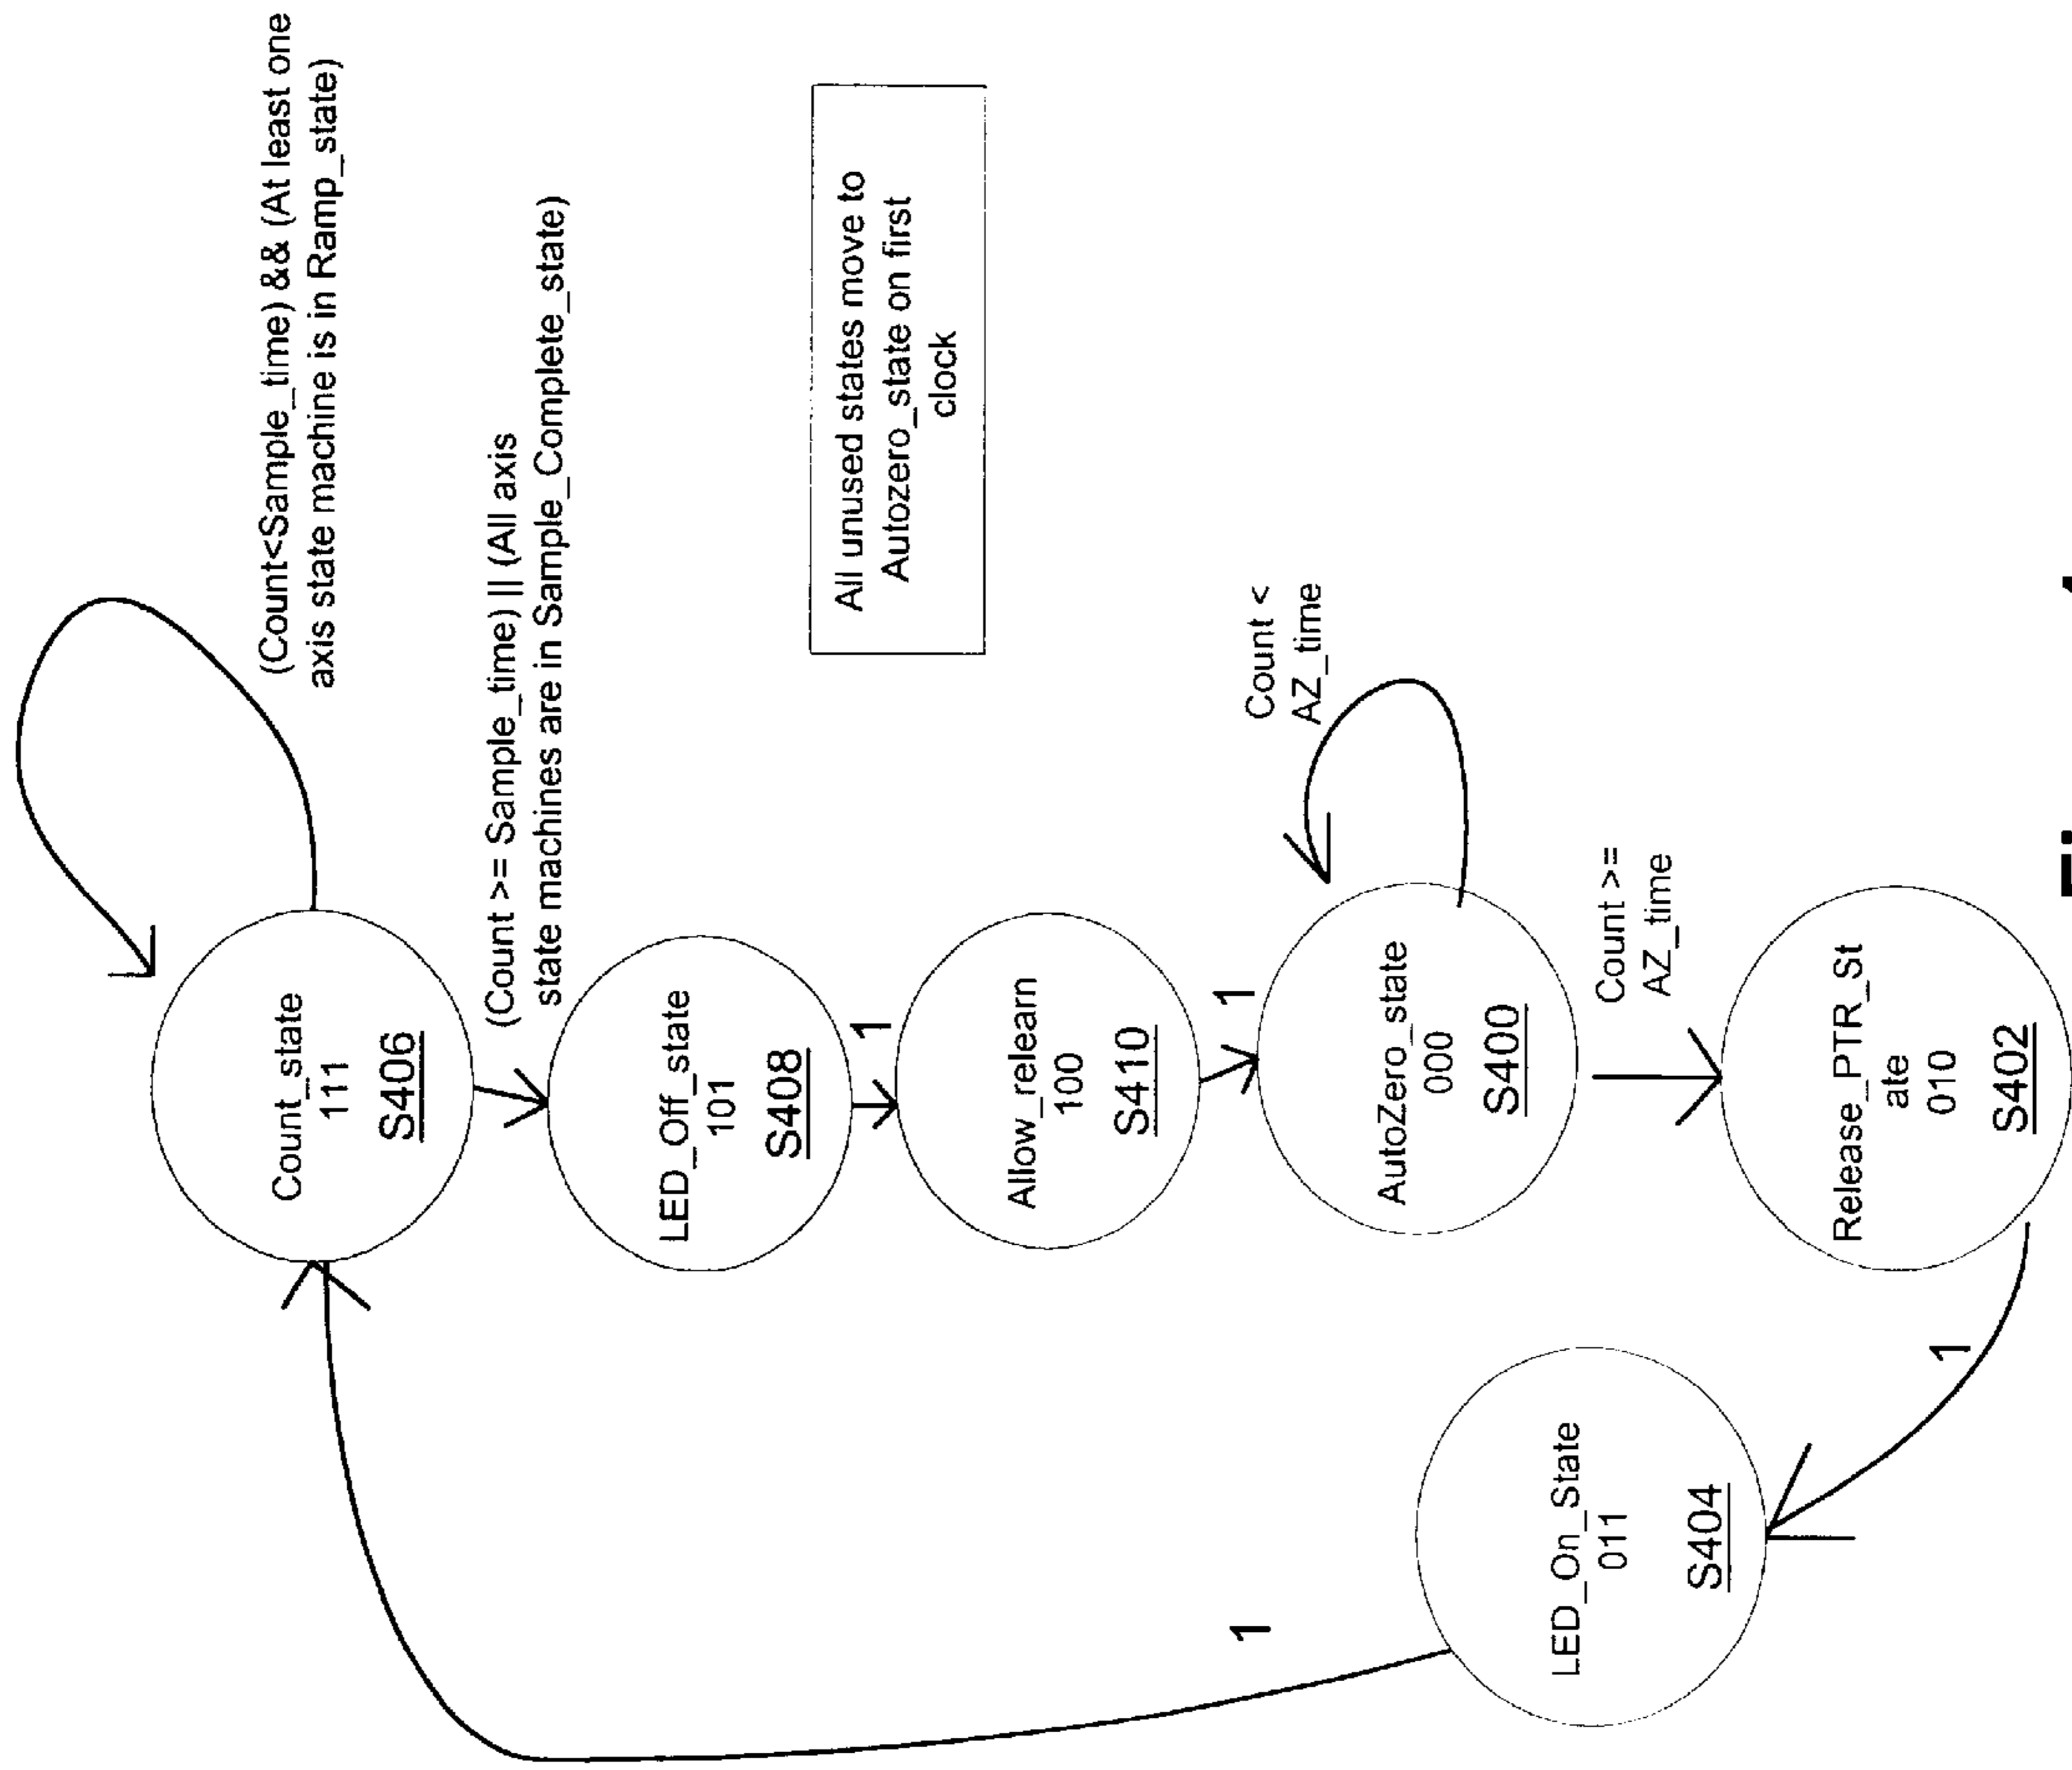 (Count<Sample_time) && (At least one
axis state machine is in Ramp_state)
Count_state
111
S406
(Count >= Sample_time) || (All axis
state machines are in Sample_Complete_state)
LED_Off_state
101
S408
1
Allow_relearn
100
S410
1
All unused states move to
Autozero_state on first
clock
Count <
AZ_time
AutoZero_state
000
S400
Count >=
AZ_time
Release_PTR_St
ate
010
S402
1
LED_On_State
011
S404
1